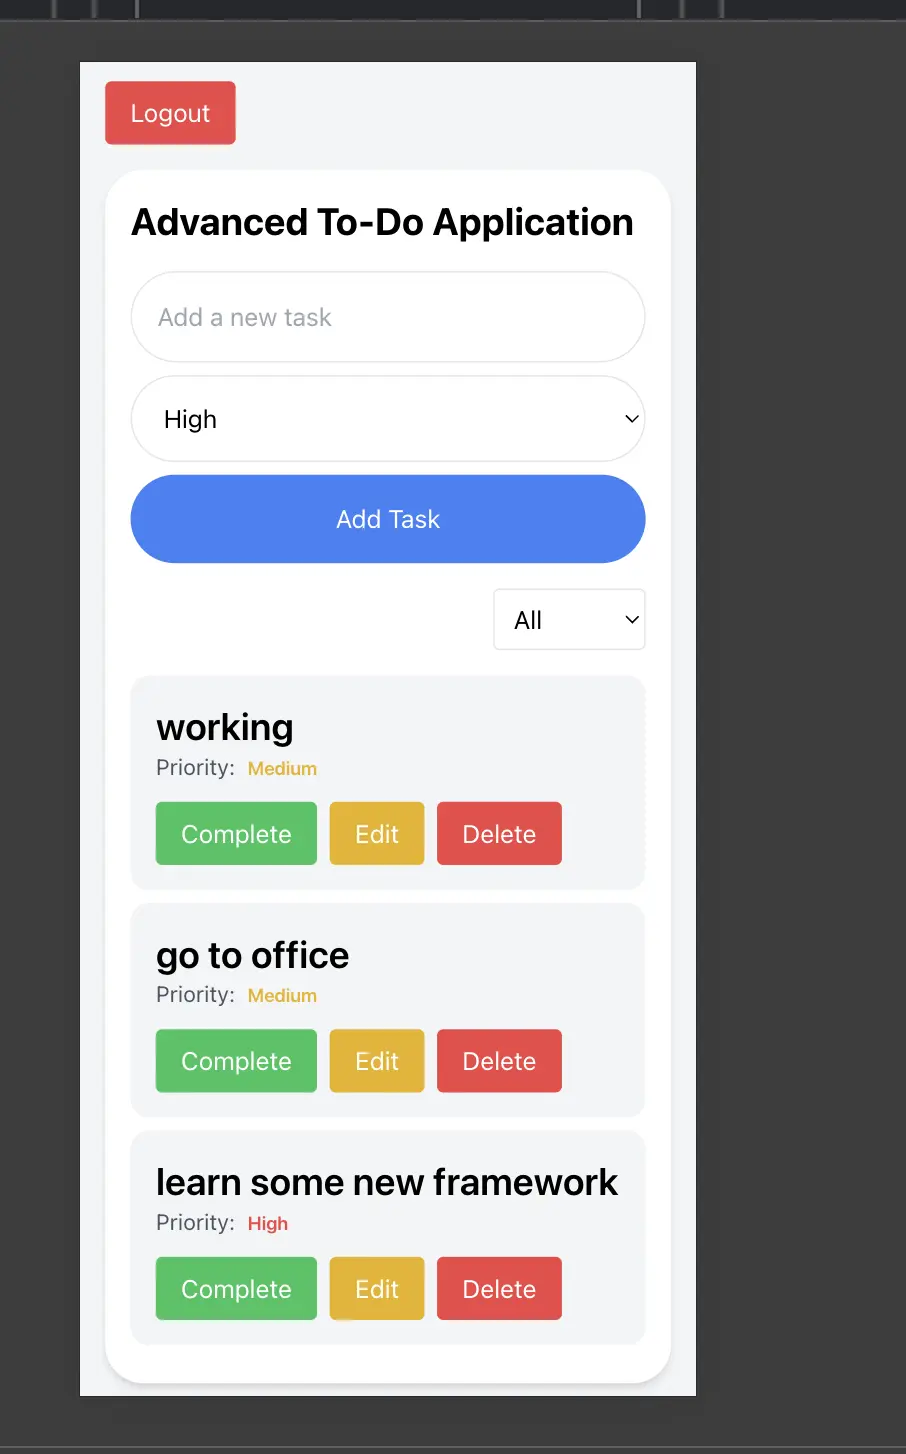 Logout
Advanced To-Do Application
Add a new task
High
Add Task
All
working
Priority: Medium
Complete Edit Delete
go to office
Priority: Medium
Complete Edit Delete
learn some new framework
Priority: High
Complete Edit Delete